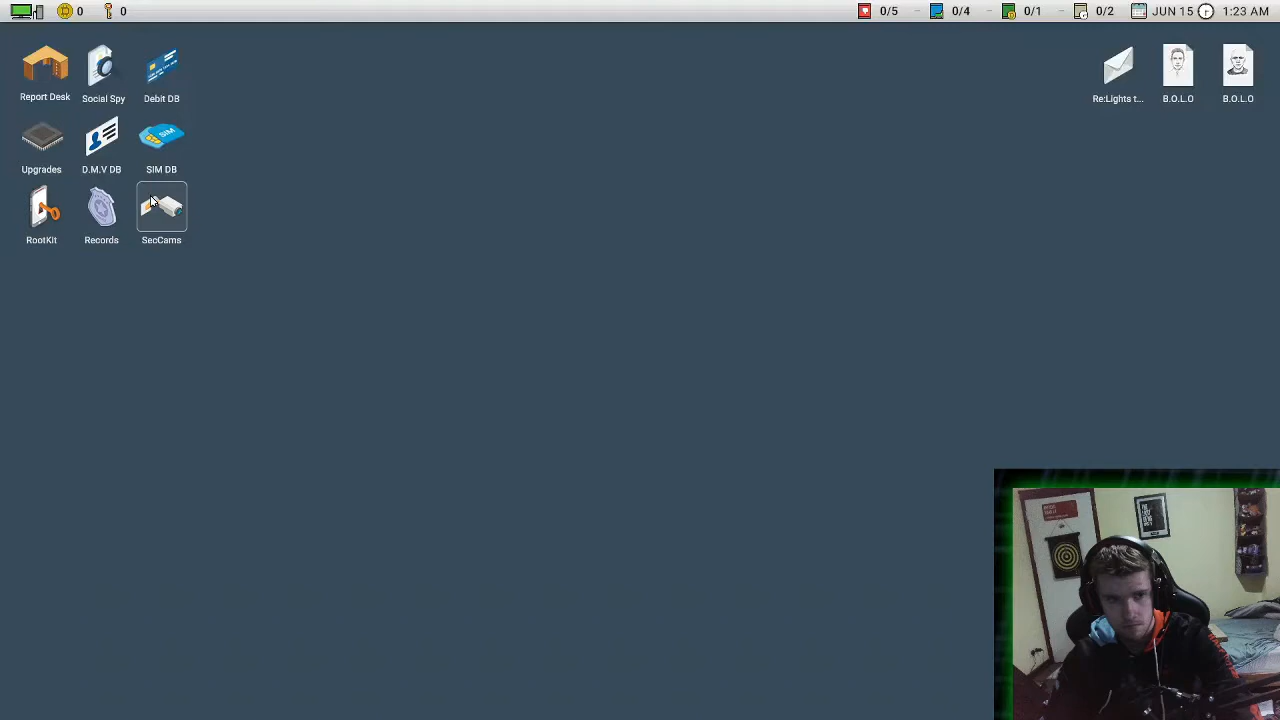 0
0
0/5
0/4
0/1
0/2
JUN 15
1:23 AM
Report Desk
Social Spy
Debit DB
Re:Lights t...
B.O.L.O
B.O.L.O
Upgrades
D.M.V DB
SIM
SIM DB
RootKit
Records
SecCams